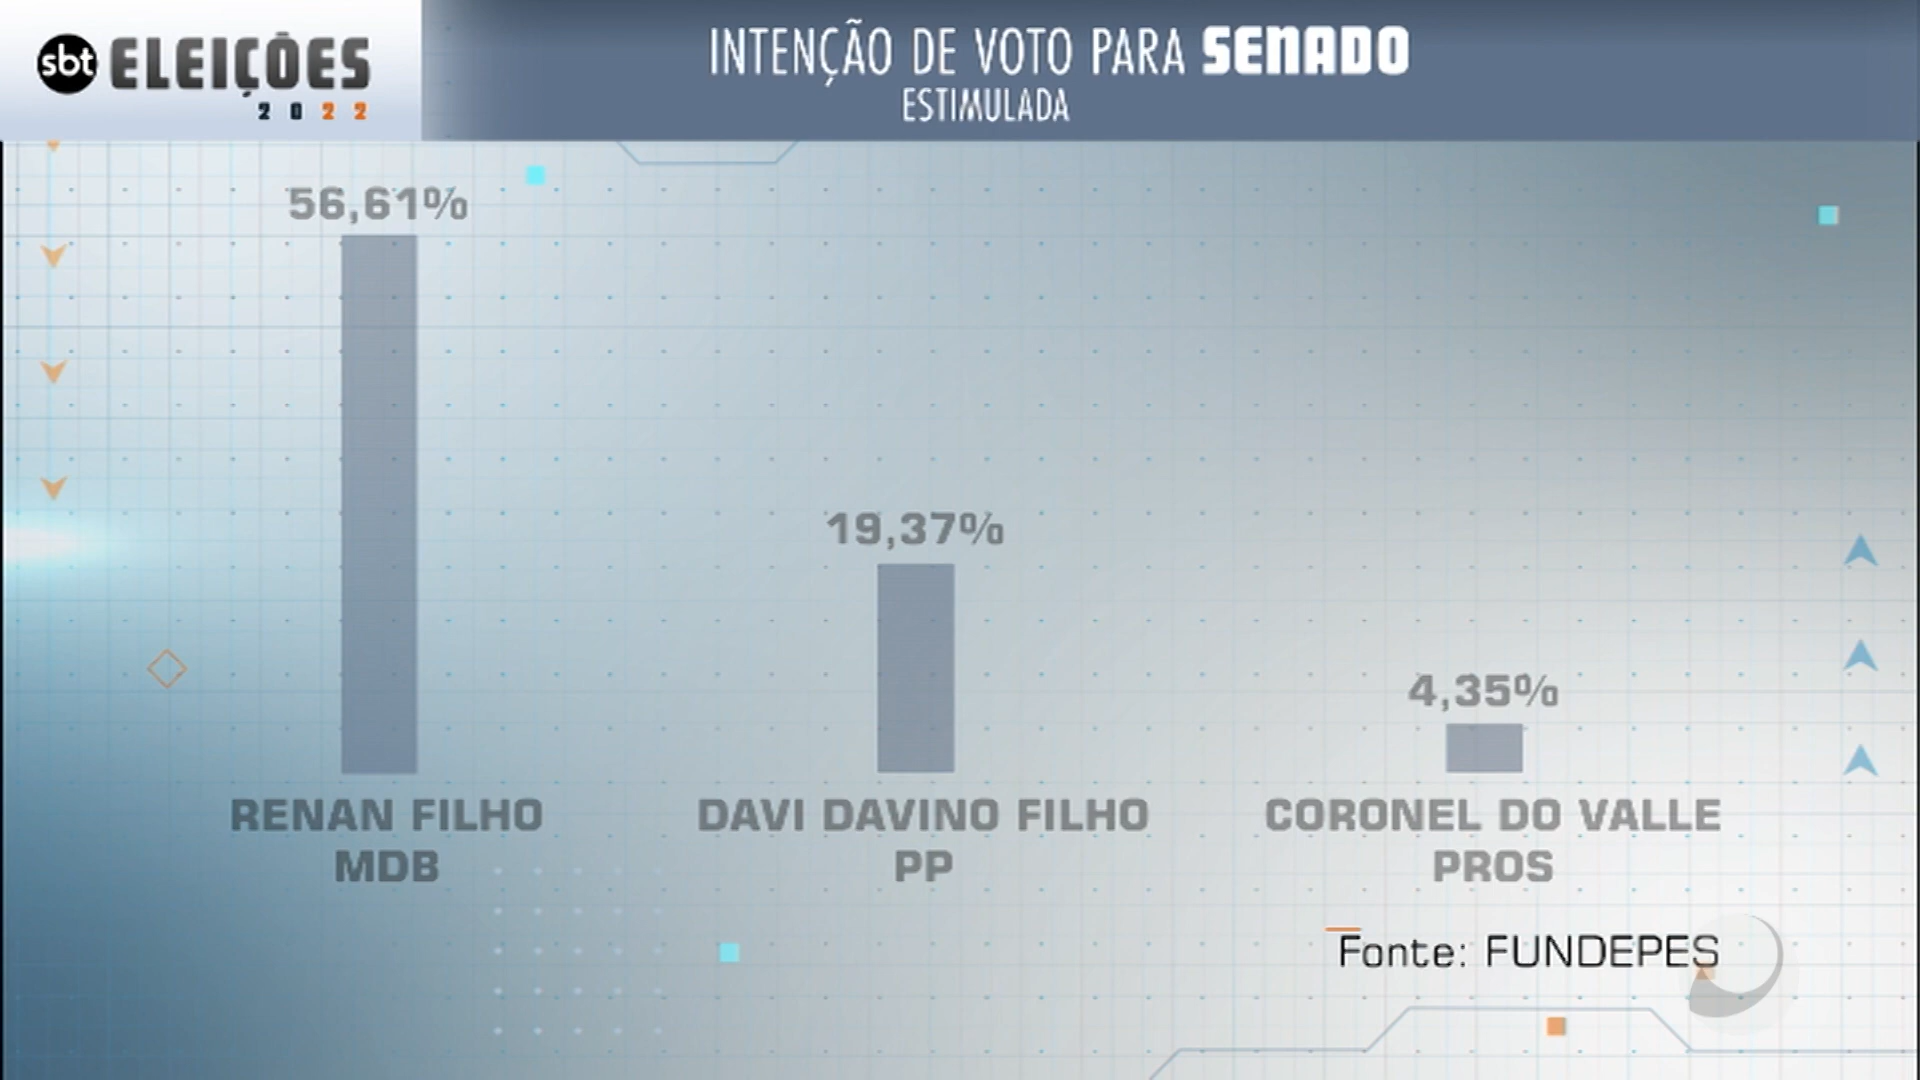 sbt ELEIÇÕES
2022
INTENÇÃO DE VOTO PARA SENADO
ESTIMULADA
56,61%
19,37%
4,35%
RENAN FILHO
MDB
DAVI DAVINO FILHO
PP
CORONEL DO VALLE
PROS
Fonte: FUNDEPES